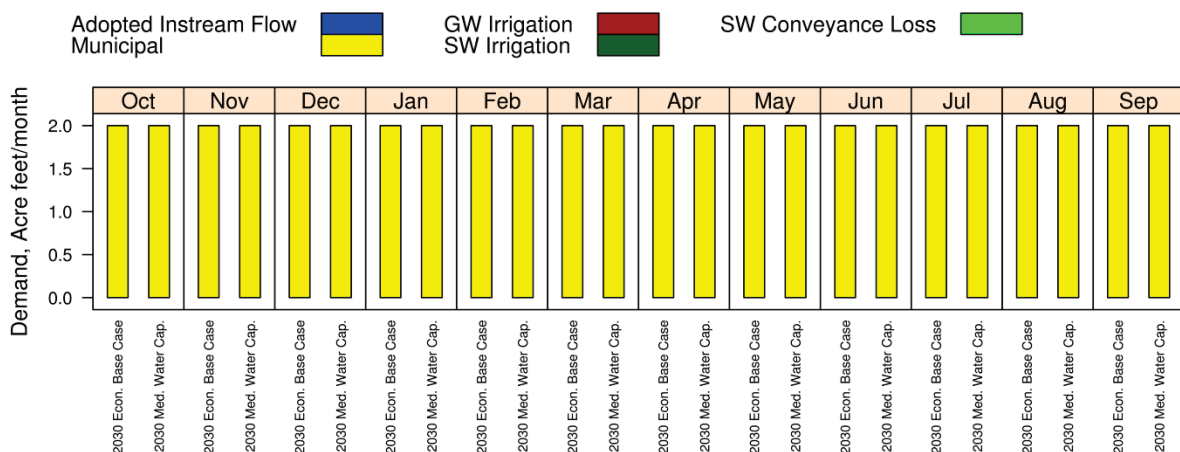 Adopted Instream Flow
Municipal
GW Irrigation
SW Irrigation
SW Conveyance Loss
Demand, Acre feet/month
Oct
Nov
Dec
Jan
Feb
Mar
Apr
May
Jun
Jul
Aug
Sep
2.0
1.5
1.0
0.5
0.0
2030 Econ. Base Case
2030 Med. Water Cap.
2030 Econ. Base Case
2030 Med. Water Cap.
2030 Econ. Base Case
2030 Med. Water Cap.
2030 Econ. Base Case
2030 Med. Water Cap.
2030 Econ. Base Case
2030 Med. Water Cap.
2030 Econ. Base Case
2030 Med. Water Cap.
2030 Econ. Base Case
2030 Med. Water Cap.
2030 Econ. Base Case
2030 Med. Water Cap.
2030 Econ. Base Case
2030 Med. Water Cap.
2030 Econ. Base Case
2030 Med. Water Cap.
2030 Econ. Base Case
2030 Med. Water Cap.
2030 Econ. Base Case
2030 Med. Water Cap.